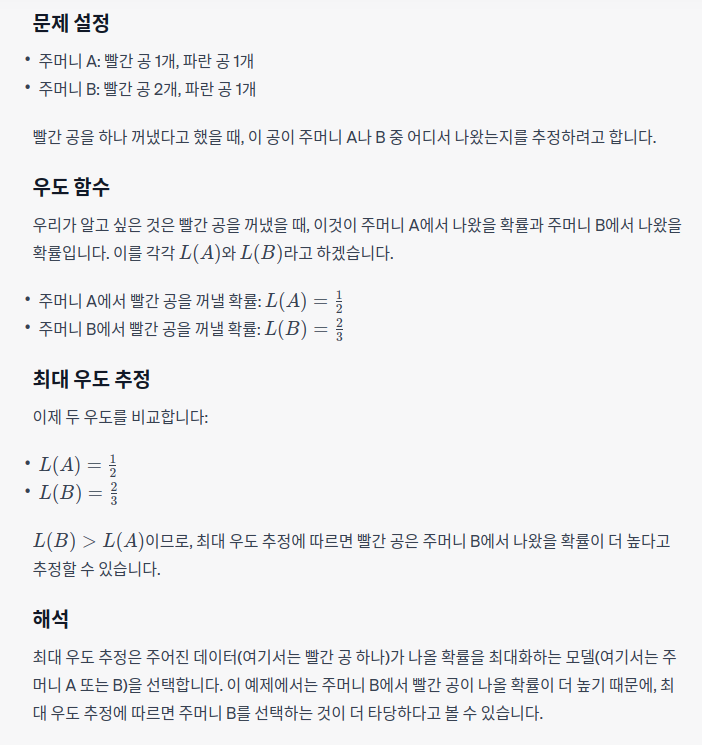 문제 설정
• 주머니 A: 빨간 공 1개, 파란 공 1개
• 주머니 B: 빨간 공 2개, 파란 공 1개
빨간 공을 하나 꺼냈다고 했을 때, 이 공이 주머니 A나 B 중 어디서 나왔는지를 추정하려고 합니다.
우도 함수
우리가 알고 싶은 것은 빨간 공을 꺼냈을 때, 이것이 주머니 A에서 나왔을 확률과 주머니 B에서 나왔을
확률입니다. 이를 각각 L(A)와 L(B)라고 하겠습니다.
• 주머니 A에서 빨간 공을 꺼낼 확률: L(A) = 1/2
• 주머니 B에서 빨간 공을 꺼낼 확률: L(B) = 2/3
최대 우도 추정
이제 두 우도를 비교합니다:
• L(A) = 1/2
• L(B) = 2/3
L(B) > L(A)이므로, 최대 우도 추정에 따르면 빨간 공은 주머니 B에서 나왔을 확률이 더 높다고
추정할 수 있습니다.
해석
최대 우도 추정은 주어진 데이터(여기서는 빨간 공 하나)가 나올 확률을 최대화하는 모델(여기서는 주
머니 A 또는 B)을 선택합니다. 이 예제에서는 주머니 B에서 빨간 공이 나올 확률이 더 높기 때문에, 최
대 우도 추정에 따르면 주머니 B를 선택하는 것이 더 타당하다고 볼 수 있습니다.